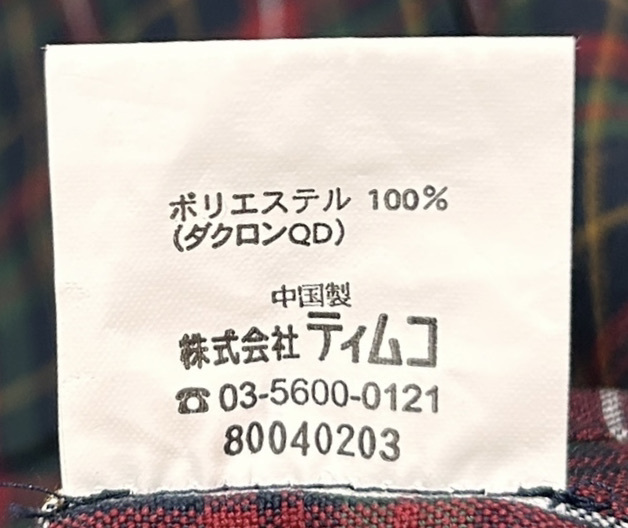 ポリエステル 100%
(ダクロンQD)
中国製
株式会社ティムコ
☎03-5600-0121
80040203